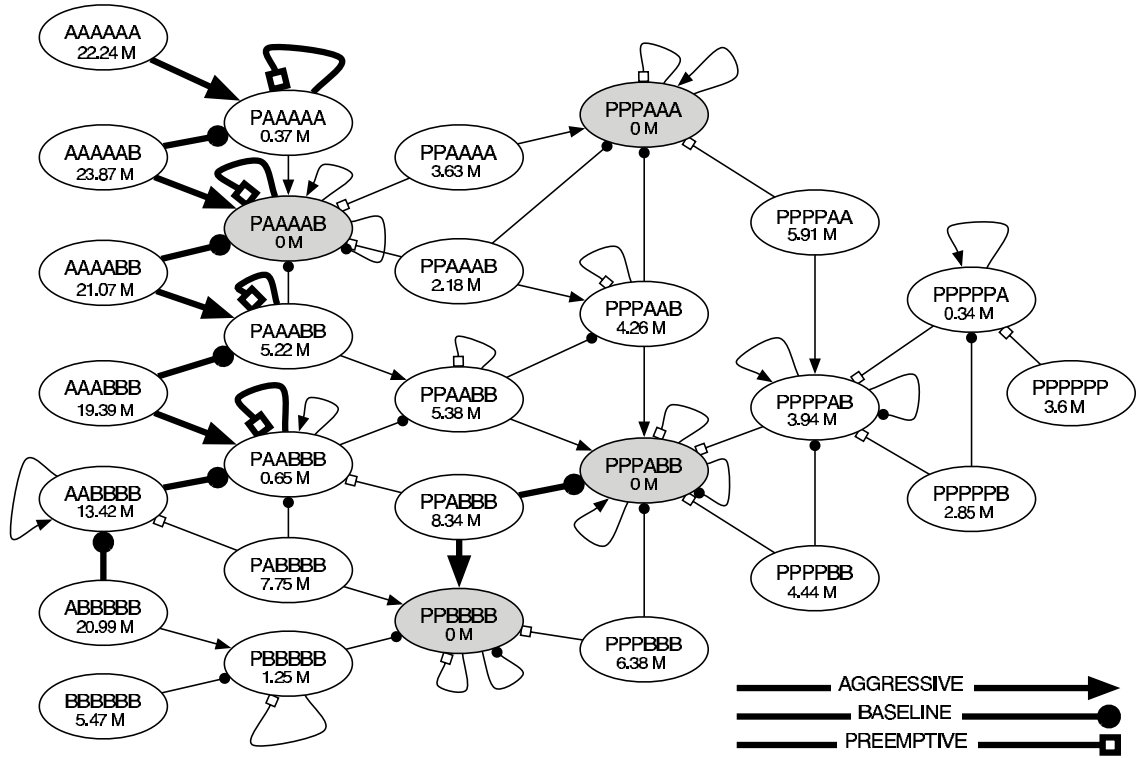 AAAAAA
22.24 M
PAAAAA
0.37 M
AAAAAB
23.87 M
PAAAAB
0 M
AAAABB
21.07 M
PAAABB
5.22 M
AAABBB
19.39 M
PAABBB
0.65 M
AABBBB
13.42 M
PABBBB
7.75 M
ABBBBB
20.99 M
PBBBBB
1.25 M
BBBBBB
5.47 M
PPAAAA
3.63 M
PPAAAB
2.18 M
PPAABB
5.38 M
PPABBB
8.34 M
PPBBBB
0 M
PPPAAA
0 M
PPPAAB
4.26 M
PPPABB
0 M
PPPBBB
6.38 M
PPPPAA
5.91 M
PPPPAB
3.94 M
PPPPBB
4.44 M
PPPPPA
0.34 M
PPPPPB
2.85 M
PPPPPP
3.6 M
AGGRESSIVE
BASELINE
PREEMPTIVE